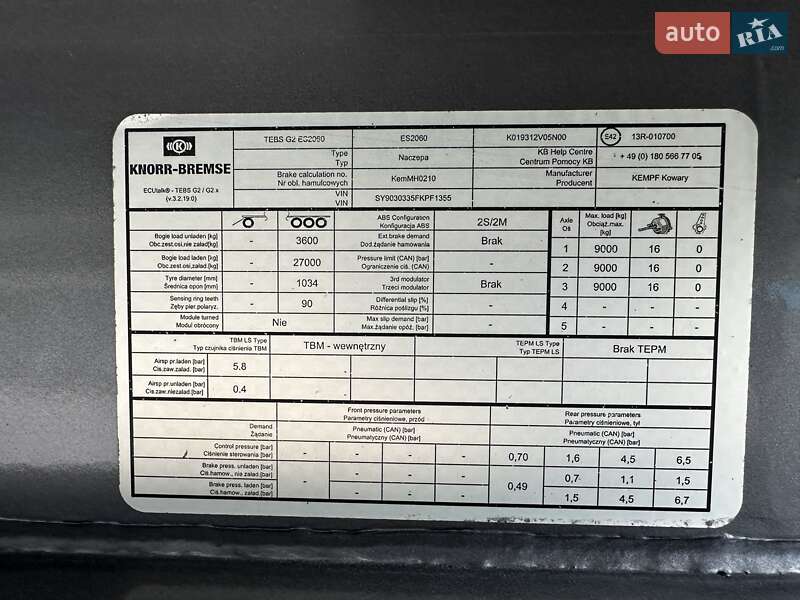 auto RIA .com
KNORR-BREMSE
ECUtalk® - TEBS G2 / G2.x
(v.3.2.19.0)
TEBS G2 ES2060 ES2060 K019312V05N00 E42 13R-010700
Type
Typ
Naczepa
KB Help Centre
Centrum Pomocy KB
+ 49 (0) 180 566 77 05
Brake calculation no.
Nr obl. hamulcowych
KemMH0210
Manufacturer
Producent
KEMPF Kowary
VIN
VIN
SY9030335FKPF1355
Bogie load unladen [kg]
Obc.zest.osi,nie załad[kg]
- 3600
Bogie load laden [kg]
Obc.zest.osi,załad.[kg]
- 27000
Tyre diameter [mm]
Średnica opon [mm]
- 1034
Sensing ring teeth
Zęby pier polaryz.
- 90
Module turned
Moduł obrócony
Nie
ABS Configuration
Konfiguracja ABS
2S/2M
Ext.brake demand
Dod.żądanie hamowania
Brak
Pressure limit (CAN) [bar]
Ograniczenie ciś. (CAN) [bar]
- -
3rd modulator
Trzeci modulator
Brak
Differential slip [%]
Różnica poślizgu [%]
- -
Max slip demand [bar]
Max żądanie opóź. [bar]
- -
Axle
Oś
Max. load [kg]
Obciąż.max.
[kg]
1 9000 16 0
2 9000 16 0
3 9000 16 0
4 - - -
5 - - -
TBM LS Type
Typ czujnika ciśnienia TBM
TBM - wewnętrzny
TEPM LS Type
Typ TEPM LS
Brak TEPM
Airsp pr.laden [bar]
Ciś.zaw.załad. [bar]
5.8
Airsp pr.unladen [bar]
Ciś.zaw.niezalad.[bar]
0.4
Front pressure parameters
Parametry ciśnieniowe, przód
Rear pressure parameters
Parametry ciśnieniowe, tył
Demand
Żądanie
Pneumatic (CAN) [bar]
Pneumatyczny (CAN) [bar]
Pneumatic (CAN) [bar]
Pneumatyczny (CAN) [bar]
Control pressure [bar]
Ciśnienie sterowania [bar]
- - - - 0,70 1,6 4,5 6,5
Brake press. unladen [bar]
Ciś.hamow., nie załad. [bar]
- - - - 0,49 0,7 1,1 1,5
Brake press. laden [bar]
Ciś.hamow., załad. [bar]
- - - - 1,5 4,5 6,7